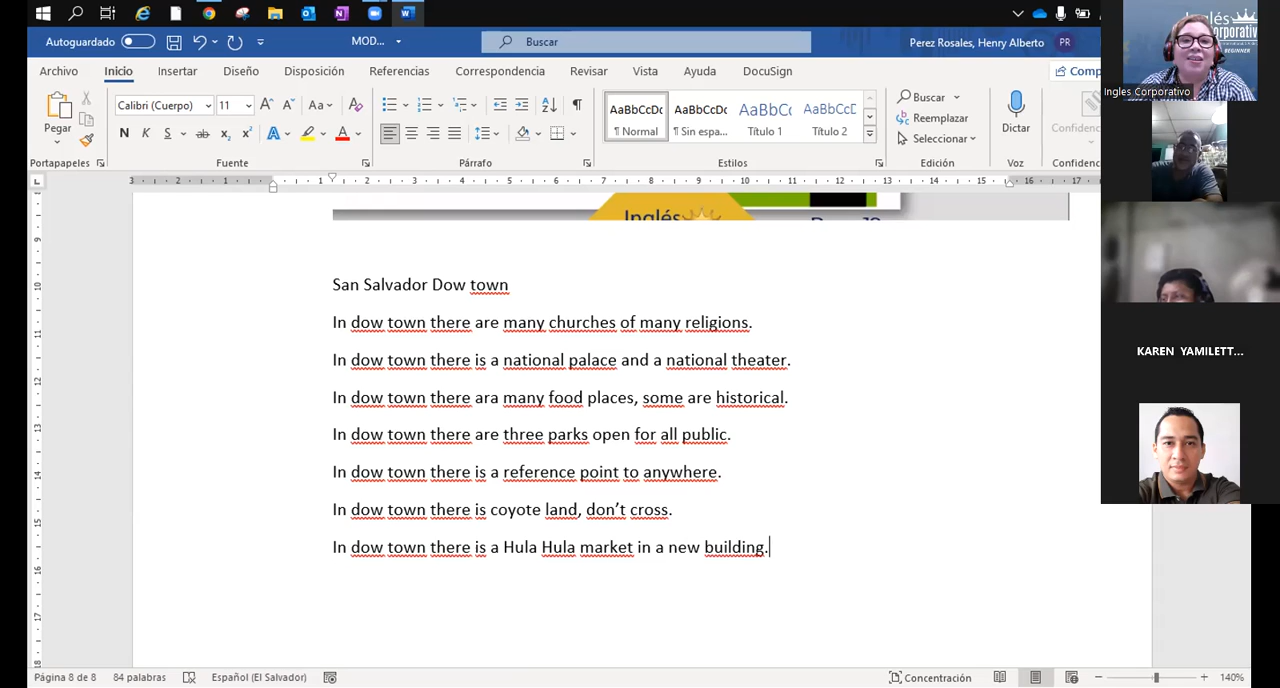 Autoguardado
MOD...
Buscar
Perez Rosales, Henry Alberto
PR
Archivo Inicio Insertar Diseño Disposición Referencias Correspondencia Revisar Vista Ayuda DocuSign
Comp
Pegar
Portapapeles
Calibri (Cuerpo) 11
Fuente
Párrafo
AaBbCcDc AaBbCcDc AaBbCc AaBbCcD
¶ Normal ¶ Sin espa... Título 1 Título 2
Estilos
Buscar
Reemplazar
Seleccionar
Edición
Dictar
Voz
Confidenc
Confidenc
Inglés
San Salvador Dow town
In dow town there are many churches of many religions.
In dow town there is a national palace and a national theater.
In dow town there ara many food places, some are historical.
In dow town there are three parks open for all public.
In dow town there is a reference point to anywhere.
In dow town there is coyote land, don't cross.
In dow town there is a Hula Hula market in a new building.
Página 8 de 8 84 palabras Español (El Salvador) Concentración 140%
Inglés
BEGINNER
Ingles Corporativo
KAREN YAMILETT...